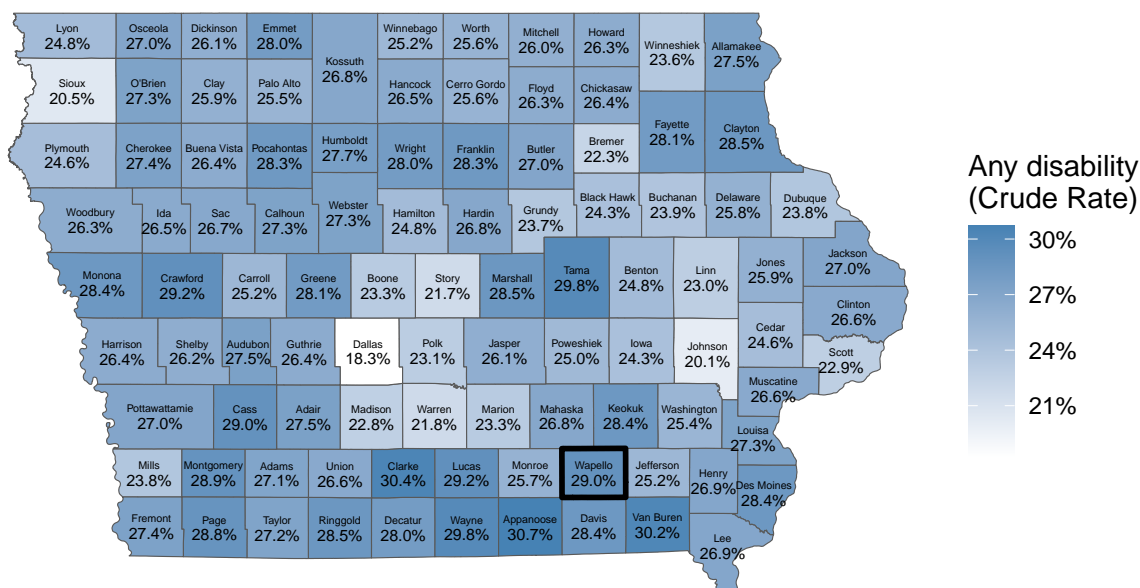 Lyon
24.8%
Osceola
27.0%
Dickinson
26.1%
Emmet
28.0%
Kossuth
26.8%
Winnebago
25.2%
Worth
25.6%
Mitchell
26.0%
Howard
26.3%
Winneshiek
23.6%
Allamakee
27.5%
Sioux
20.5%
O'Brien
27.3%
Clay
25.9%
Palo Alto
25.5%
Hancock
26.5%
Cerro Gordo
25.6%
Floyd
26.3%
Chickasaw
26.4%
Plymouth
24.6%
Cherokee
27.4%
Buena Vista
26.4%
Pocahontas
28.3%
Humboldt
27.7%
Wright
28.0%
Franklin
28.3%
Butler
27.0%
Bremer
22.3%
Fayette
28.1%
Clayton
28.5%
Woodbury
26.3%
Ida
26.5%
Sac
26.7%
Calhoun
27.3%
Webster
27.3%
Hamilton
24.8%
Hardin
26.8%
Grundy
23.7%
Black Hawk
24.3%
Buchanan
23.9%
Delaware
25.8%
Dubuque
23.8%
Monona
28.4%
Crawford
29.2%
Carroll
25.2%
Greene
28.1%
Boone
23.3%
Story
21.7%
Marshall
28.5%
Tama
29.8%
Benton
24.8%
Linn
23.0%
Jones
25.9%
Jackson
27.0%
Clinton
26.6%
Harrison
26.4%
Shelby
26.2%
Audubon
27.5%
Guthrie
26.4%
Dallas
18.3%
Polk
23.1%
Jasper
26.1%
Poweshiek
25.0%
Iowa
24.3%
Johnson
20.1%
Cedar
24.6%
Scott
22.9%
Muscatine
26.6%
Pottawattamie
27.0%
Cass
29.0%
Adair
27.5%
Madison
22.8%
Warren
21.8%
Marion
23.3%
Mahaska
26.8%
Keokuk
28.4%
Washington
25.4%
Louisa
27.3%
Mills
23.8%
Montgomery
28.9%
Adams
27.1%
Union
26.6%
Clarke
30.4%
Lucas
29.2%
Monroe
25.7%
Wapello
29.0%
Jefferson
25.2%
Henry
26.9%
Des Moines
28.4%
Fremont
27.4%
Page
28.8%
Taylor
27.2%
Ringgold
28.5%
Decatur
28.0%
Wayne
29.8%
Appanoose
30.7%
Davis
28.4%
Van Buren
30.2%
Lee
26.9%
Any disability
(Crude Rate)
30%
27%
24%
21%